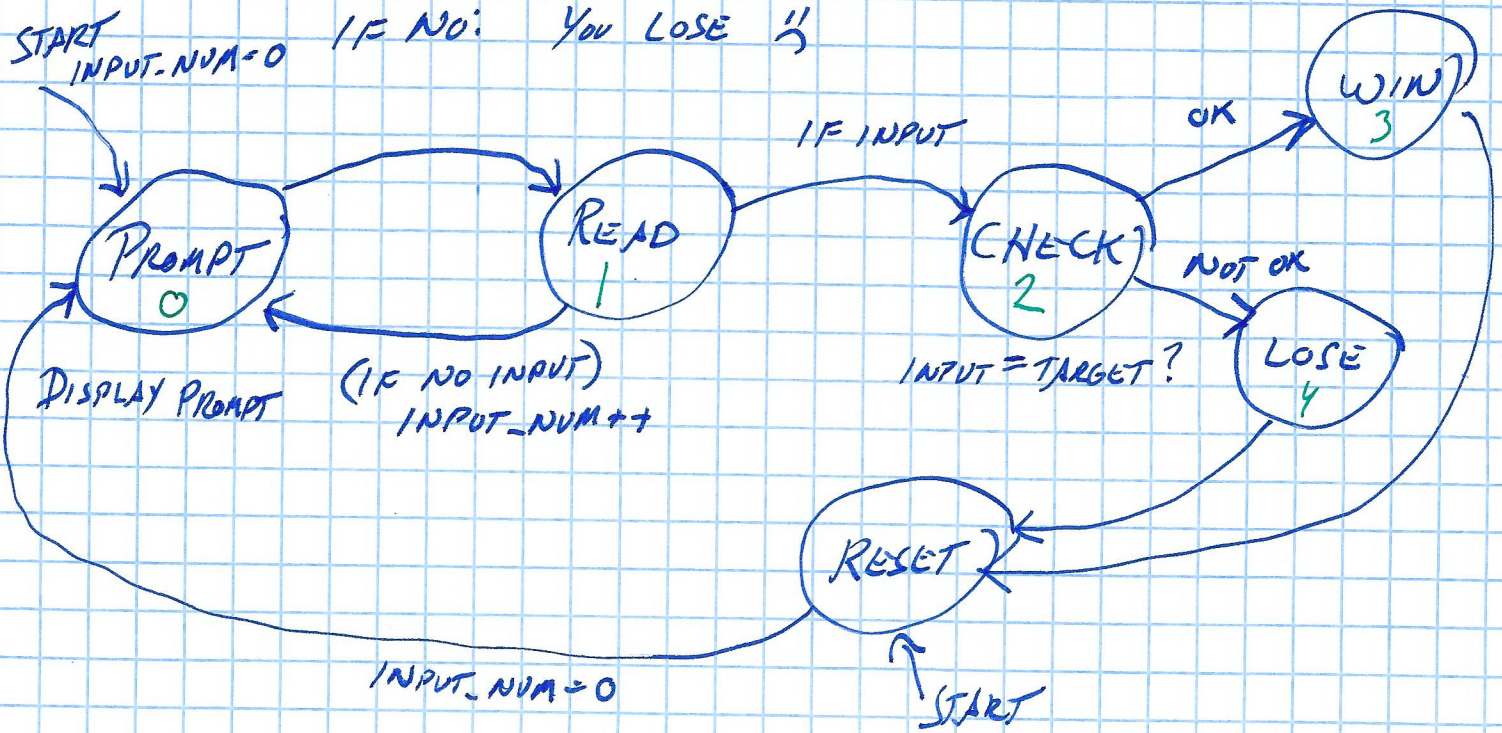 START
INPUT_NUM=0
IF NO: YOU LOSE
IF INPUT
OK
WIN
3
PROMPT
0
READ
1
CHECK
2
NOT OK
LOSE
4
DISPLAY PROMPT
(IF NO INPUT)
INPUT_NUM++
INPUT = TARGET?
RESET
INPUT_NUM=0
START